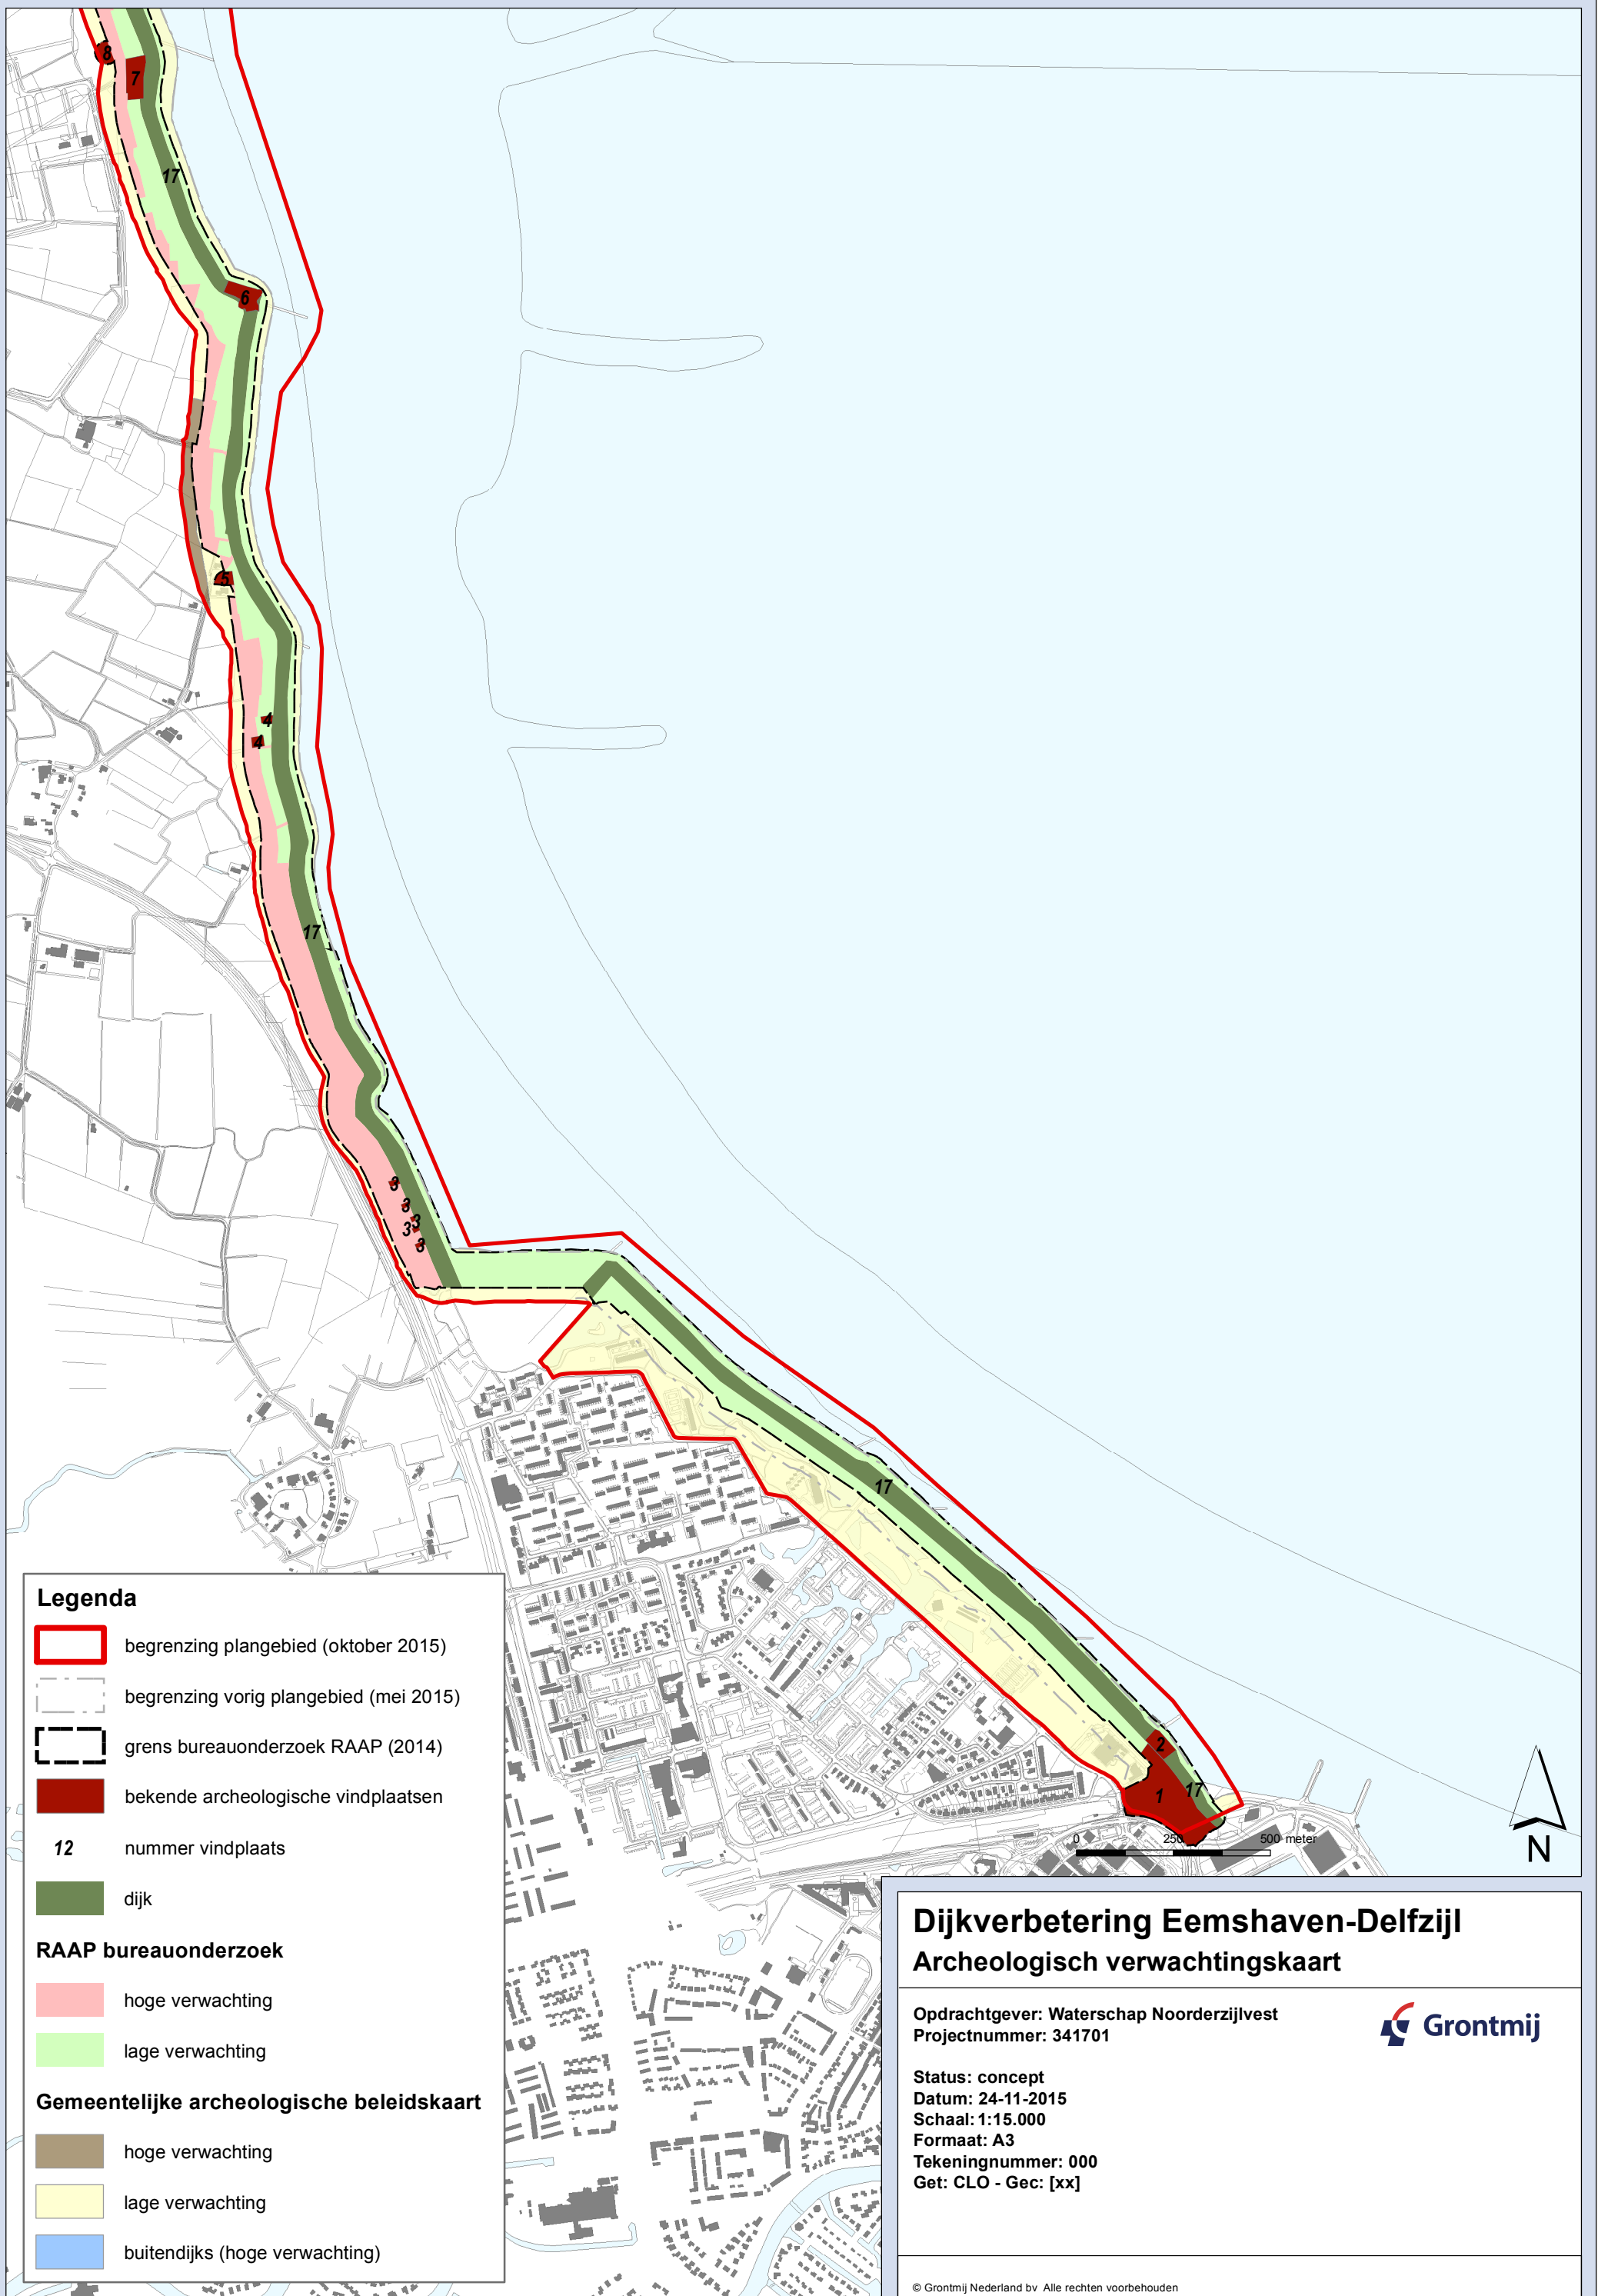 8
7
17
6
5
4
4
17
3
3
3
3
3
17
2
1
17
0 250 500 meter
N
Legenda
begrenzing plangebied (oktober 2015)
begrenzing vorig plangebied (mei 2015)
grens bureauonderzoek RAAP (2014)
bekende archeologische vindplaatsen
12 nummer vindplaats
dijk
RAAP bureauonderzoek
hoge verwachting
lage verwachting
Gemeentelijke archeologische beleidskaart
hoge verwachting
lage verwachting
buitendijks (hoge verwachting)
Dijkverbetering Eemshaven-Delfzijl
Archeologisch verwachtingskaart
Opdrachtgever: Waterschap Noorderzijlvest
Projectnummer: 341701
Grontmij
Status: concept
Datum: 24-11-2015
Schaal: 1:15.000
Formaat: A3
Tekeningnummer: 000
Get: CLO - Gec: [xx]
© Grontmij Nederland bv Alle rechten voorbehouden